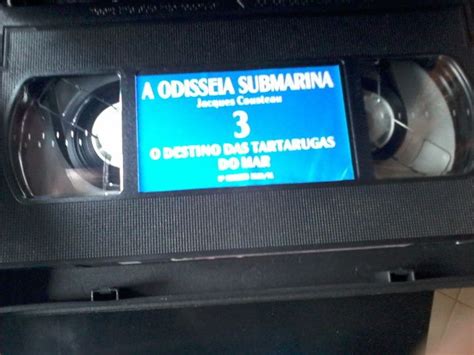 A ODISSEIA SUBMARINA
Jacques Cousteau
3
O DESTINO DAS TARTARUGAS
DO MAR